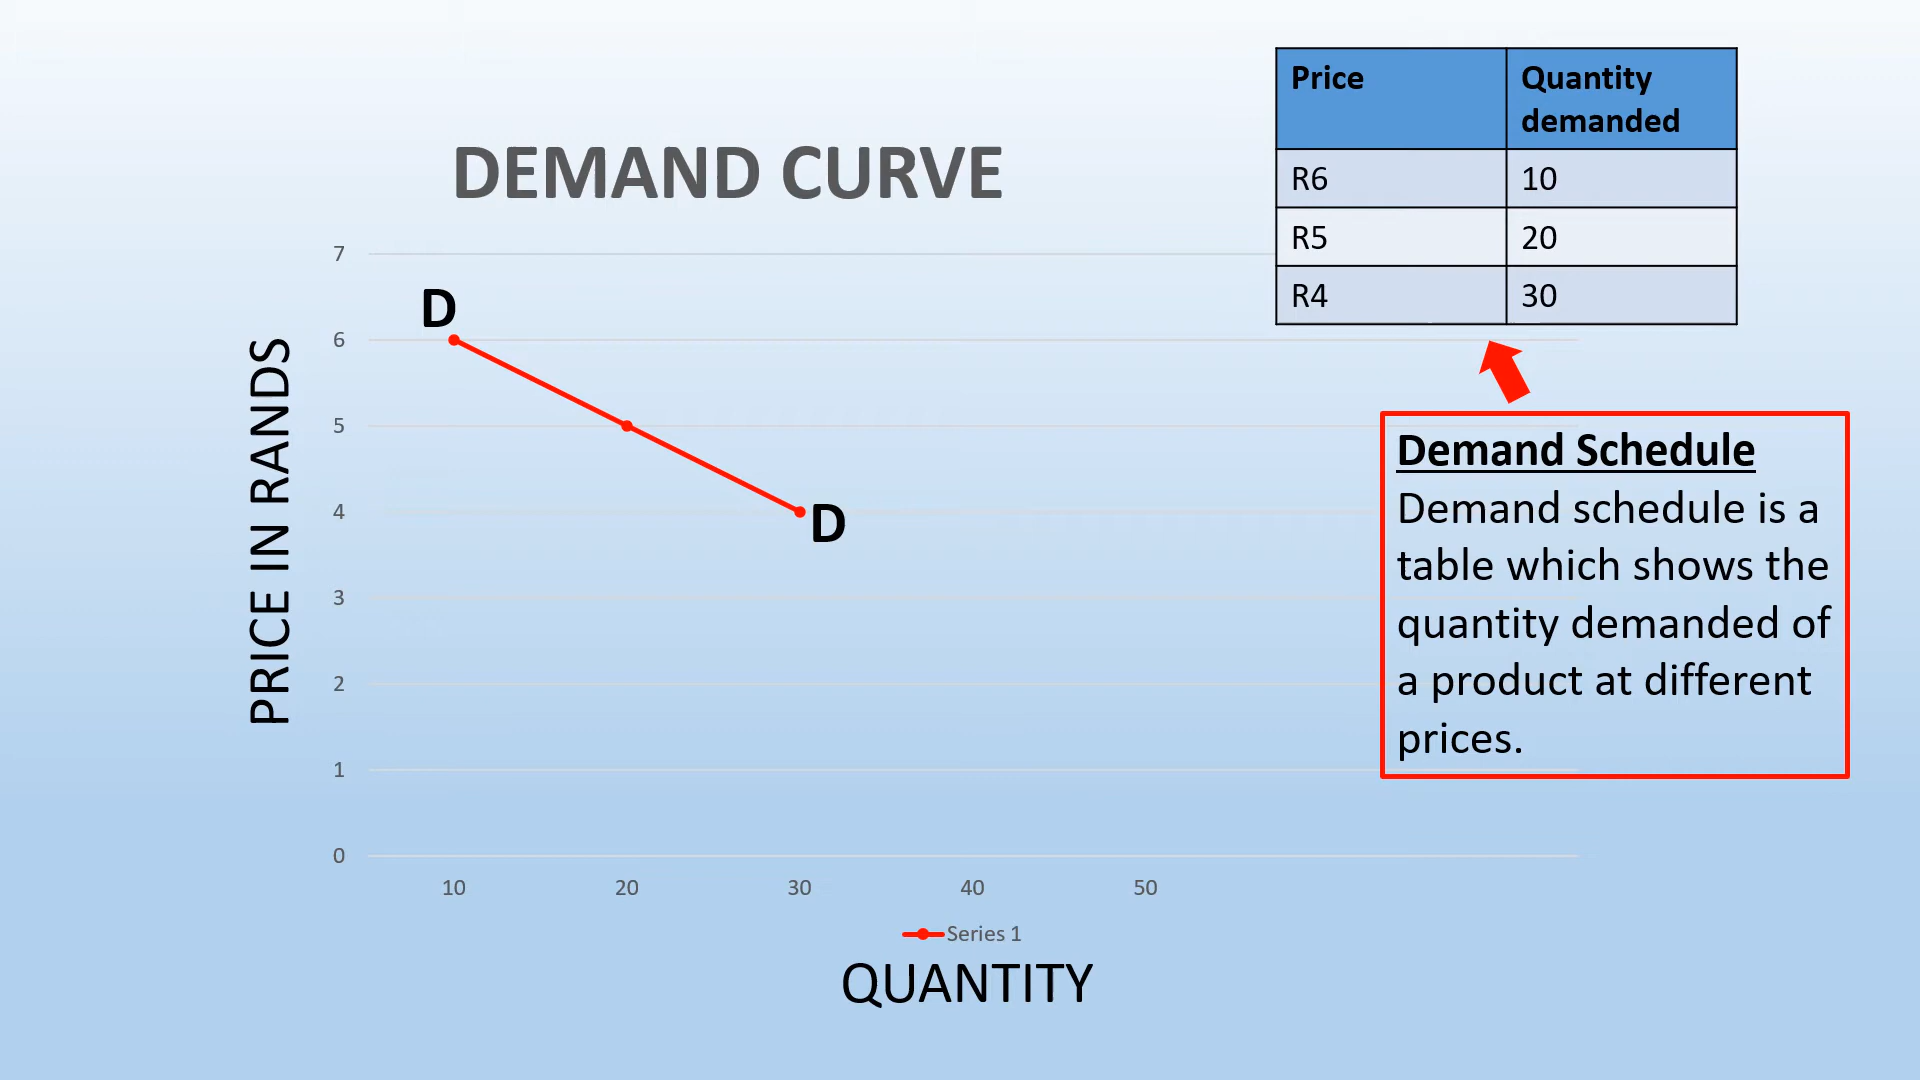 DEMAND CURVE
Price Quantity demanded
R6 10
R5 20
R4 30
7
6
5
4
3
2
1
0
PRICE IN RANDS
D
D
10 20 30 40 50
Series 1
QUANTITY
Demand Schedule
Demand schedule is a
table which shows the
quantity demanded of
a product at different
prices.